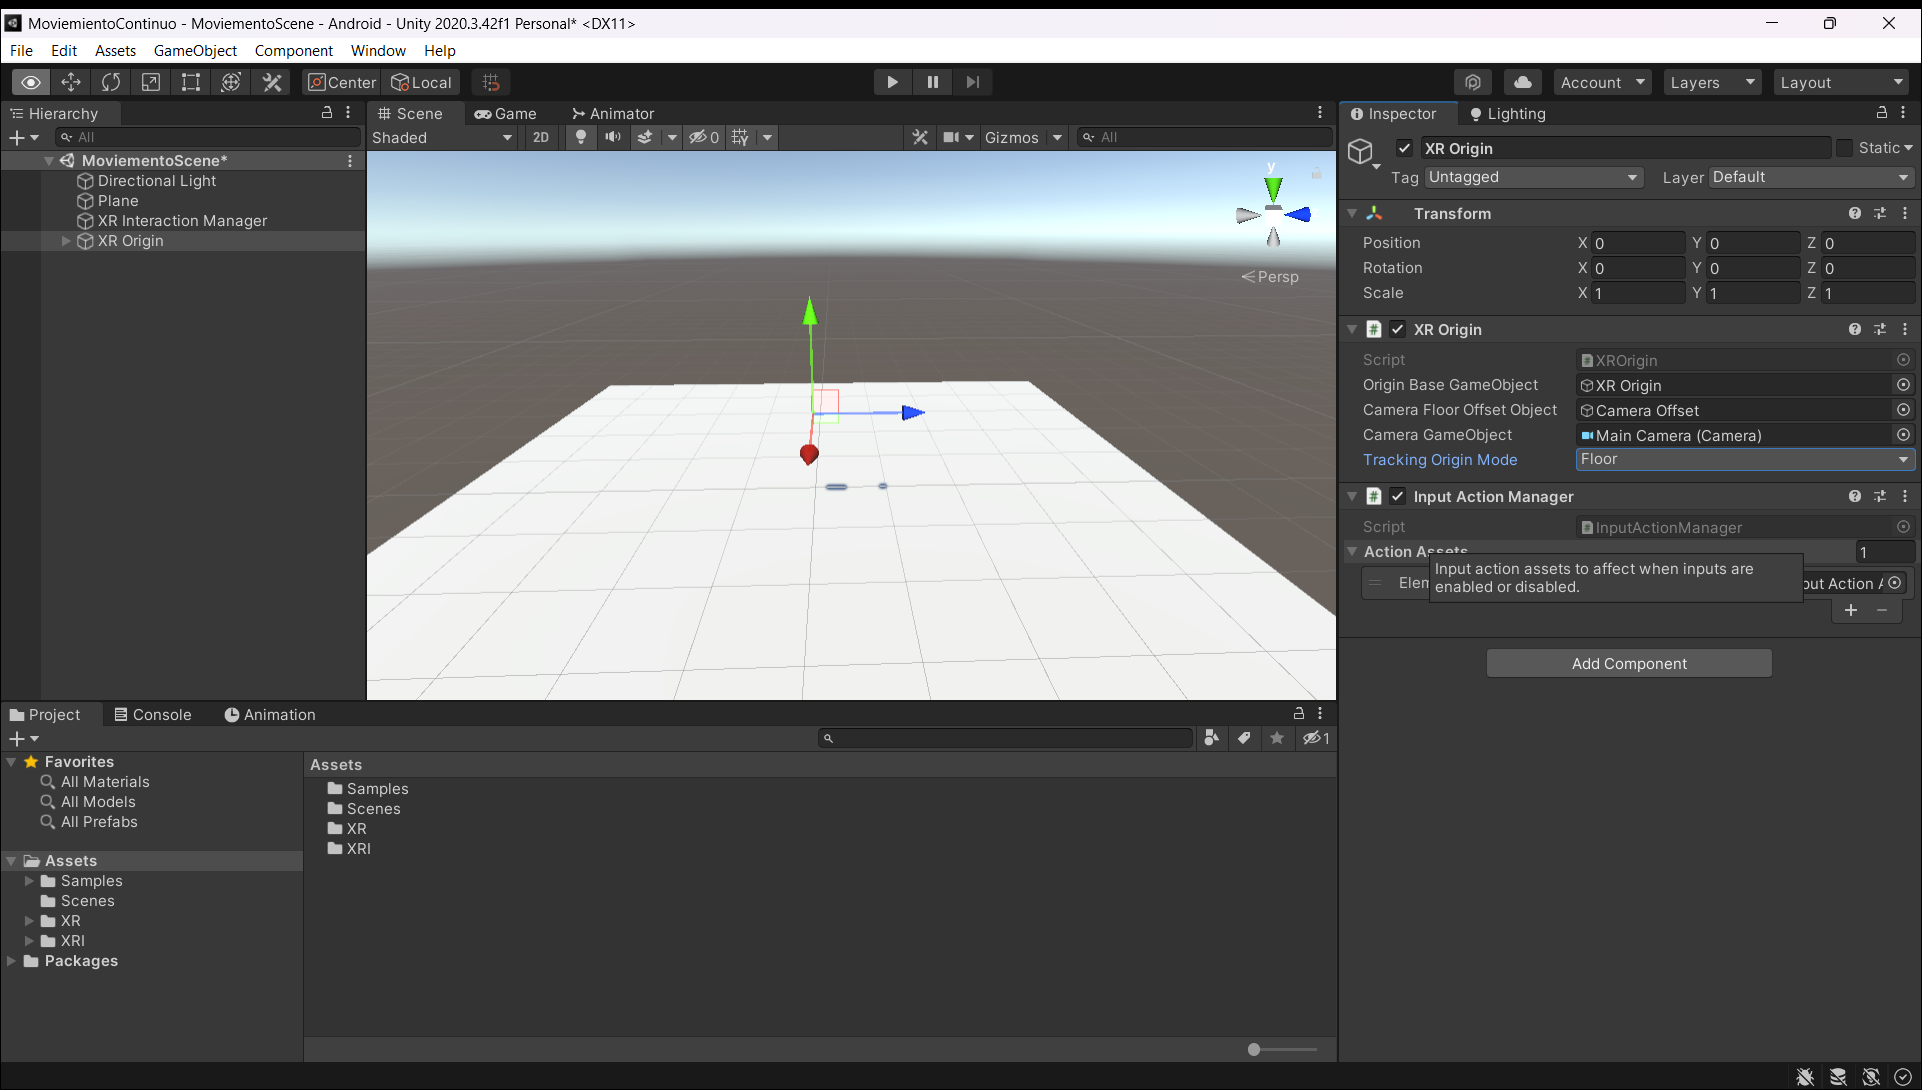 MoviemientoContinuo - MoviementoScene - Android - Unity 2020.3.42f1 Personal* <DX11>
File Edit Assets GameObject Component Window Help
Center Local Account Layers Layout
Hierarchy
All
MoviementoScene*
Directional Light
Plane
XR Interaction Manager
XR Origin
Scene Game Animator
Shaded 2D 0 Gizmos All
y
Persp
Inspector Lighting
XR Origin Static
Tag Untagged Layer Default
Transform
Position X 0 Y 0 Z 0
Rotation X 0 Y 0 Z 0
Scale X 1 Y 1 Z 1
XR Origin
Script XROrigin
Origin Base GameObject XR Origin
Camera Floor Offset Object Camera Offset
Camera GameObject Main Camera (Camera)
Tracking Origin Mode Floor
Input Action Manager
Script InputActionManager
Action Assets 1
Input action assets to affect when inputs are
enabled or disabled.
Elem put Action A
+ −
Add Component
Project Console Animation
1
Favorites
All Materials
All Models
All Prefabs
Assets
Samples
Scenes
XR
XRI
Packages
Assets
Samples
Scenes
XR
XRI